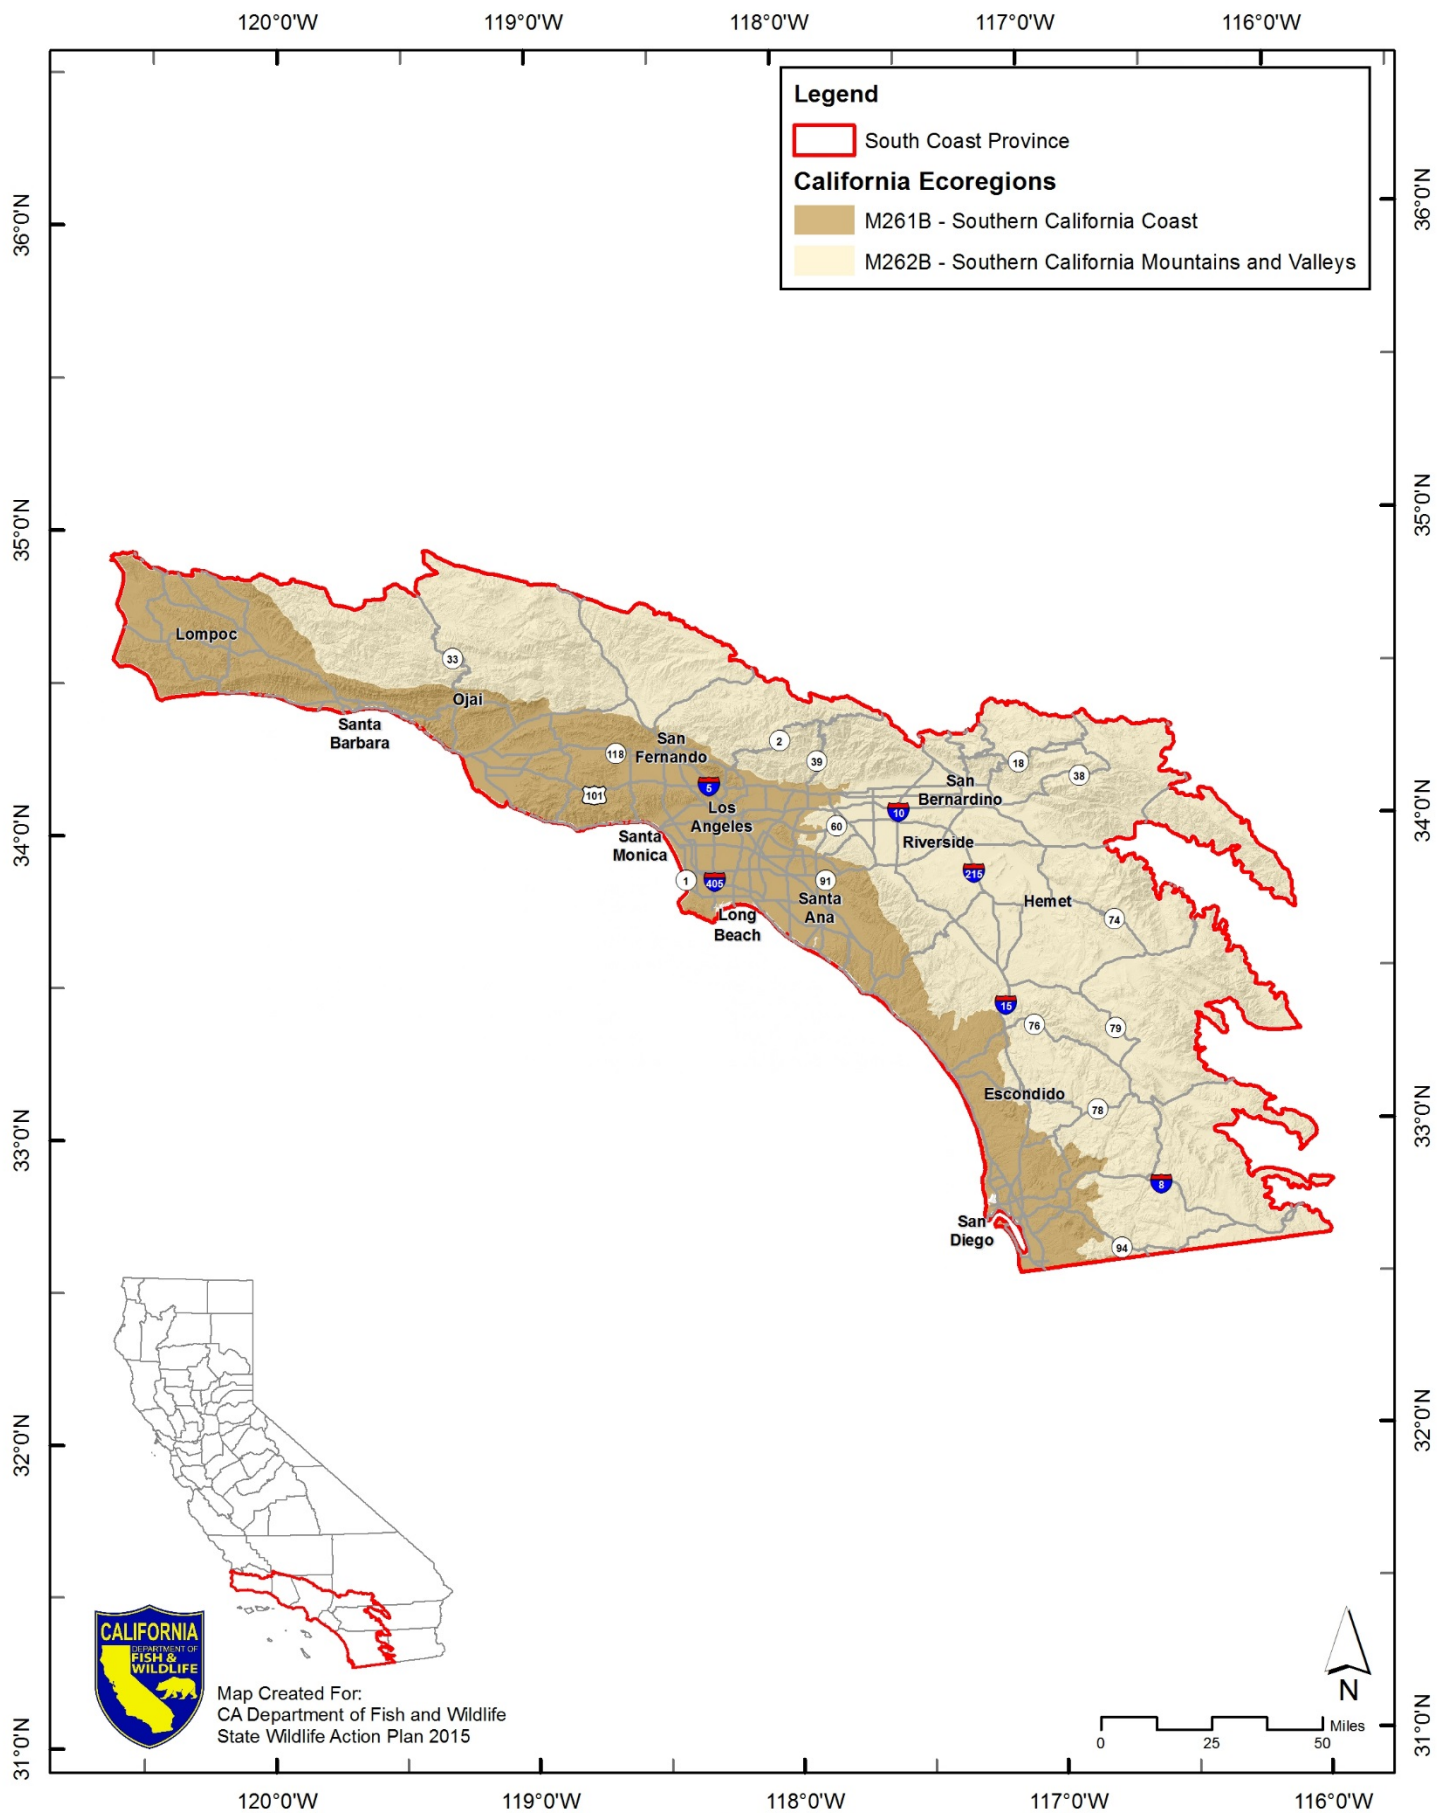 120°0'W
119°0'W
118°0'W
117°0'W
116°0'W
Legend
South Coast Province
California Ecoregions
M261B - Southern California Coast
M262B - Southern California Mountains and Valleys
36°0'N
36°0'N
35°0'N
35°0'N
34°0'N
34°0'N
33°0'N
33°0'N
32°0'N
32°0'N
31°0'N
31°0'N
Lompoc
33
Ojai
Santa
Barbara
118
San
Fernando
2
39
18
38
101
5
Los
Angeles
San
Bernardino
10
60
Riverside
Santa
Monica
1
405
91
215
Santa
Ana
Hemet
74
Long
Beach
15
76
79
Escondido
78
8
San
Diego
94
CALIFORNIA
DEPARTMENT OF
FISH &
WILDLIFE
Map Created For:
CA Department of Fish and Wildlife
State Wildlife Action Plan 2015
N
Miles
0
25
50
120°0'W
119°0'W
118°0'W
117°0'W
116°0'W